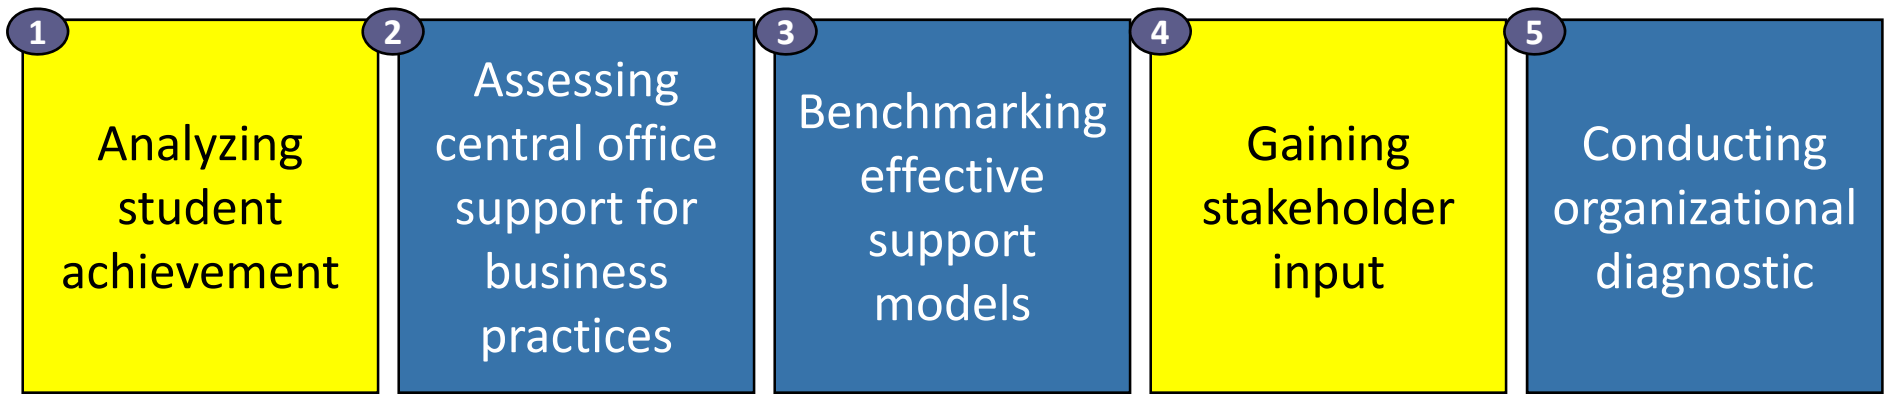 1
Analyzing
student
achievement
2
Assessing
central office
support for
business
practices
3
Benchmarking
effective
support
models
4
Gaining
stakeholder
input
5
Conducting
organizational
diagnostic